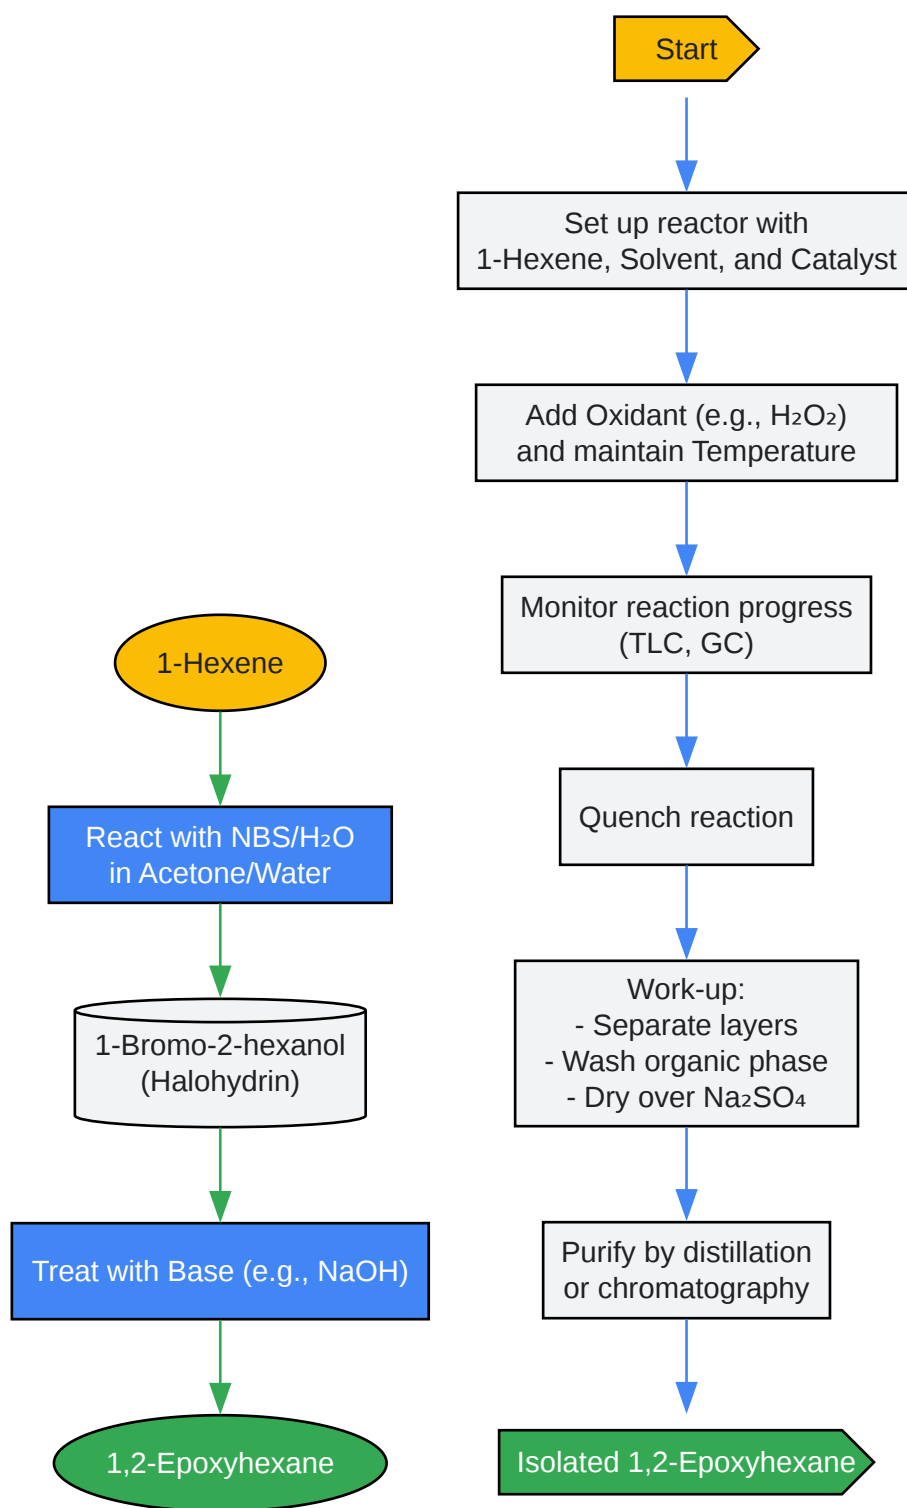 Start
Set up reactor with
1-Hexene, Solvent, and Catalyst
Add Oxidant (e.g., H₂O₂)
and maintain Temperature
Monitor reaction progress
(TLC, GC)
Quench reaction
Work-up:
- Separate layers
- Wash organic phase
- Dry over Na₂SO₄
Purify by distillation
or chromatography
Isolated 1,2-Epoxyhexane
1-Hexene
React with NBS/H₂O
in Acetone/Water
1-Bromo-2-hexanol
(Halohydrin)
Treat with Base (e.g., NaOH)
1,2-Epoxyhexane